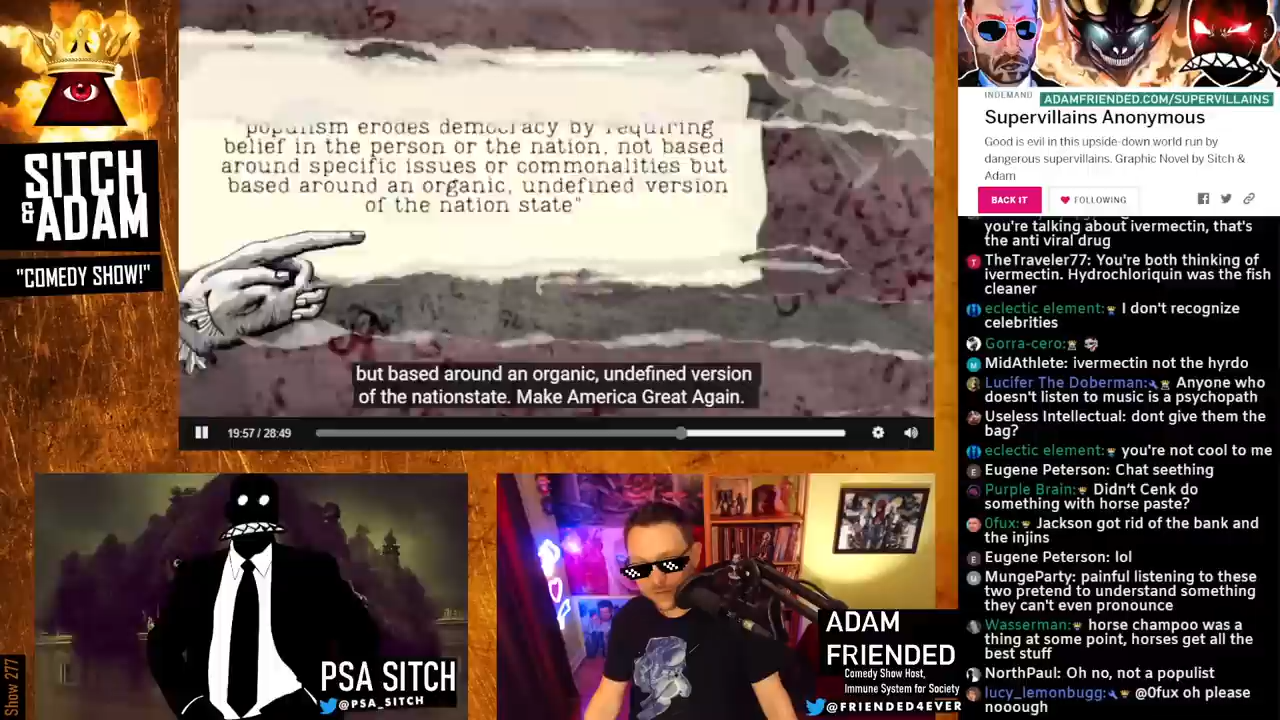 SITCH
& ADAM
"COMEDY SHOW!"
Show 277
"populism erodes democracy by requiring
belief in the person or the nation, not based
around specific issues or commonalities but
based around an organic, undefined version
of the nation state"
but based around an organic, undefined version
of the nationstate. Make America Great Again.
19:57 / 28:49
PSA SITCH
@PSA_SITCH
ADAM
FRIENDED
Comedy Show Host,
Immune System for Society
@FRIENDED4EVER
INDEMAND
ADAMFRIENDED.COM/SUPERVILLAINS
Supervillains Anonymous
Good is evil in this upside-down world run by
dangerous supervillains. Graphic Novel by Sitch &
Adam
BACK IT
FOLLOWING
you're talking about ivermectin, that's
the anti viral drug
T TheTraveler77: You're both thinking of
ivermectin. Hydrochloriquin was the fish
cleaner
eclectic element: I don't recognize
celebrities
Gorra-cero:
M MidAthlete: ivermectin not the hyrdo
Lucifer The Doberman: Anyone who
doesn't listen to music is a psychopath
Useless Intellectual: dont give them the
bag?
eclectic element: you're not cool to me
E Eugene Peterson: Chat seething
Purple Brain: Didn't Cenk do
something with horse paste?
0fux: Jackson got rid of the bank and
the injins
E Eugene Peterson: lol
MungeParty: painful listening to these
two pretend to understand something
they can't even pronounce
Wasserman: horse champoo was a
thing at some point, horses get all the
best stuff
NorthPaul: Oh no, not a populist
lucy_lemonbugg: @0fux oh please
nooough